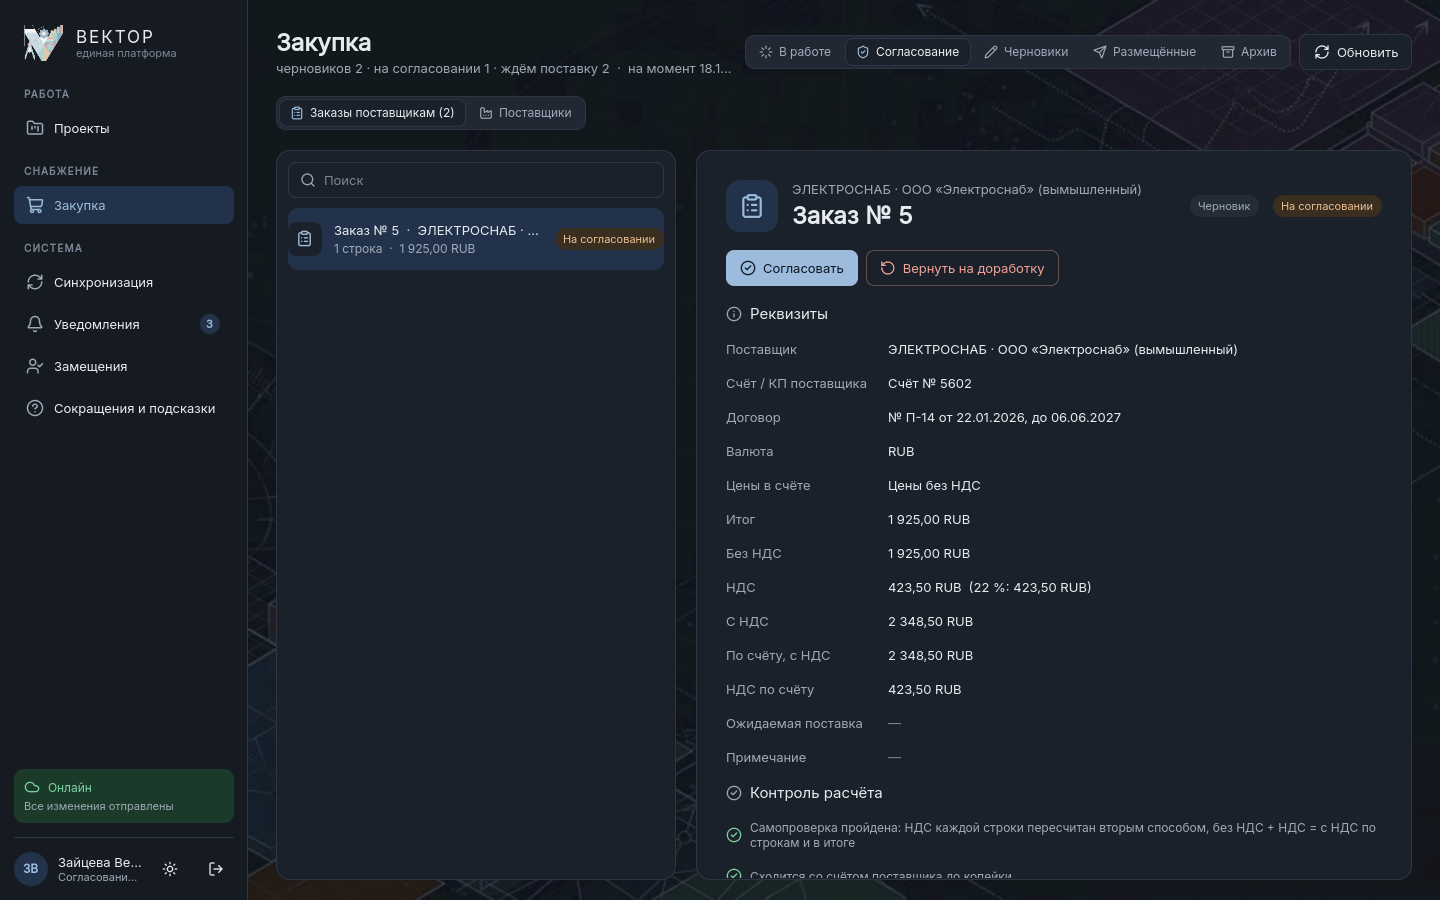 ВЕКТОР
единая платформа
РАБОТА
Проекты
СНАБЖЕНИЕ
Закупка
СИСТЕМА
Синхронизация
Уведомления 3
Замещения
Сокращения и подсказки
Онлайн
Все изменения отправлены
ЗВ
Зайцева Ве...
Согласовани...
Закупка
черновиков 2 · на согласовании 1 · ждём поставку 2 · на момент 18.1...
В работе
Согласование
Черновики
Размещённые
Архив
Обновить
Заказы поставщикам (2)
Поставщики
Поиск
Заказ № 5 · ЭЛЕКТРОСНАБ · ...
1 строка · 1 925,00 RUB
На согласовании
ЭЛЕКТРОСНАБ · ООО «Электроснаб» (вымышленный)
Заказ № 5
Черновик
На согласовании
Согласовать
Вернуть на доработку
Реквизиты
Поставщик ЭЛЕКТРОСНАБ · ООО «Электроснаб» (вымышленный)
Счёт / КП поставщика Счёт № 5602
Договор № П-14 от 22.01.2026, до 06.06.2027
Валюта RUB
Цены в счёте Цены без НДС
Итог 1 925,00 RUB
Без НДС 1 925,00 RUB
НДС 423,50 RUB (22 %: 423,50 RUB)
С НДС 2 348,50 RUB
По счёту, с НДС 2 348,50 RUB
НДС по счёту 423,50 RUB
Ожидаемая поставка —
Примечание —
Контроль расчёта
Самопроверка пройдена: НДС каждой строки пересчитан вторым способом, без НДС + НДС = с НДС по
строкам и в итоге
Сходится со счётом поставщика до копейки